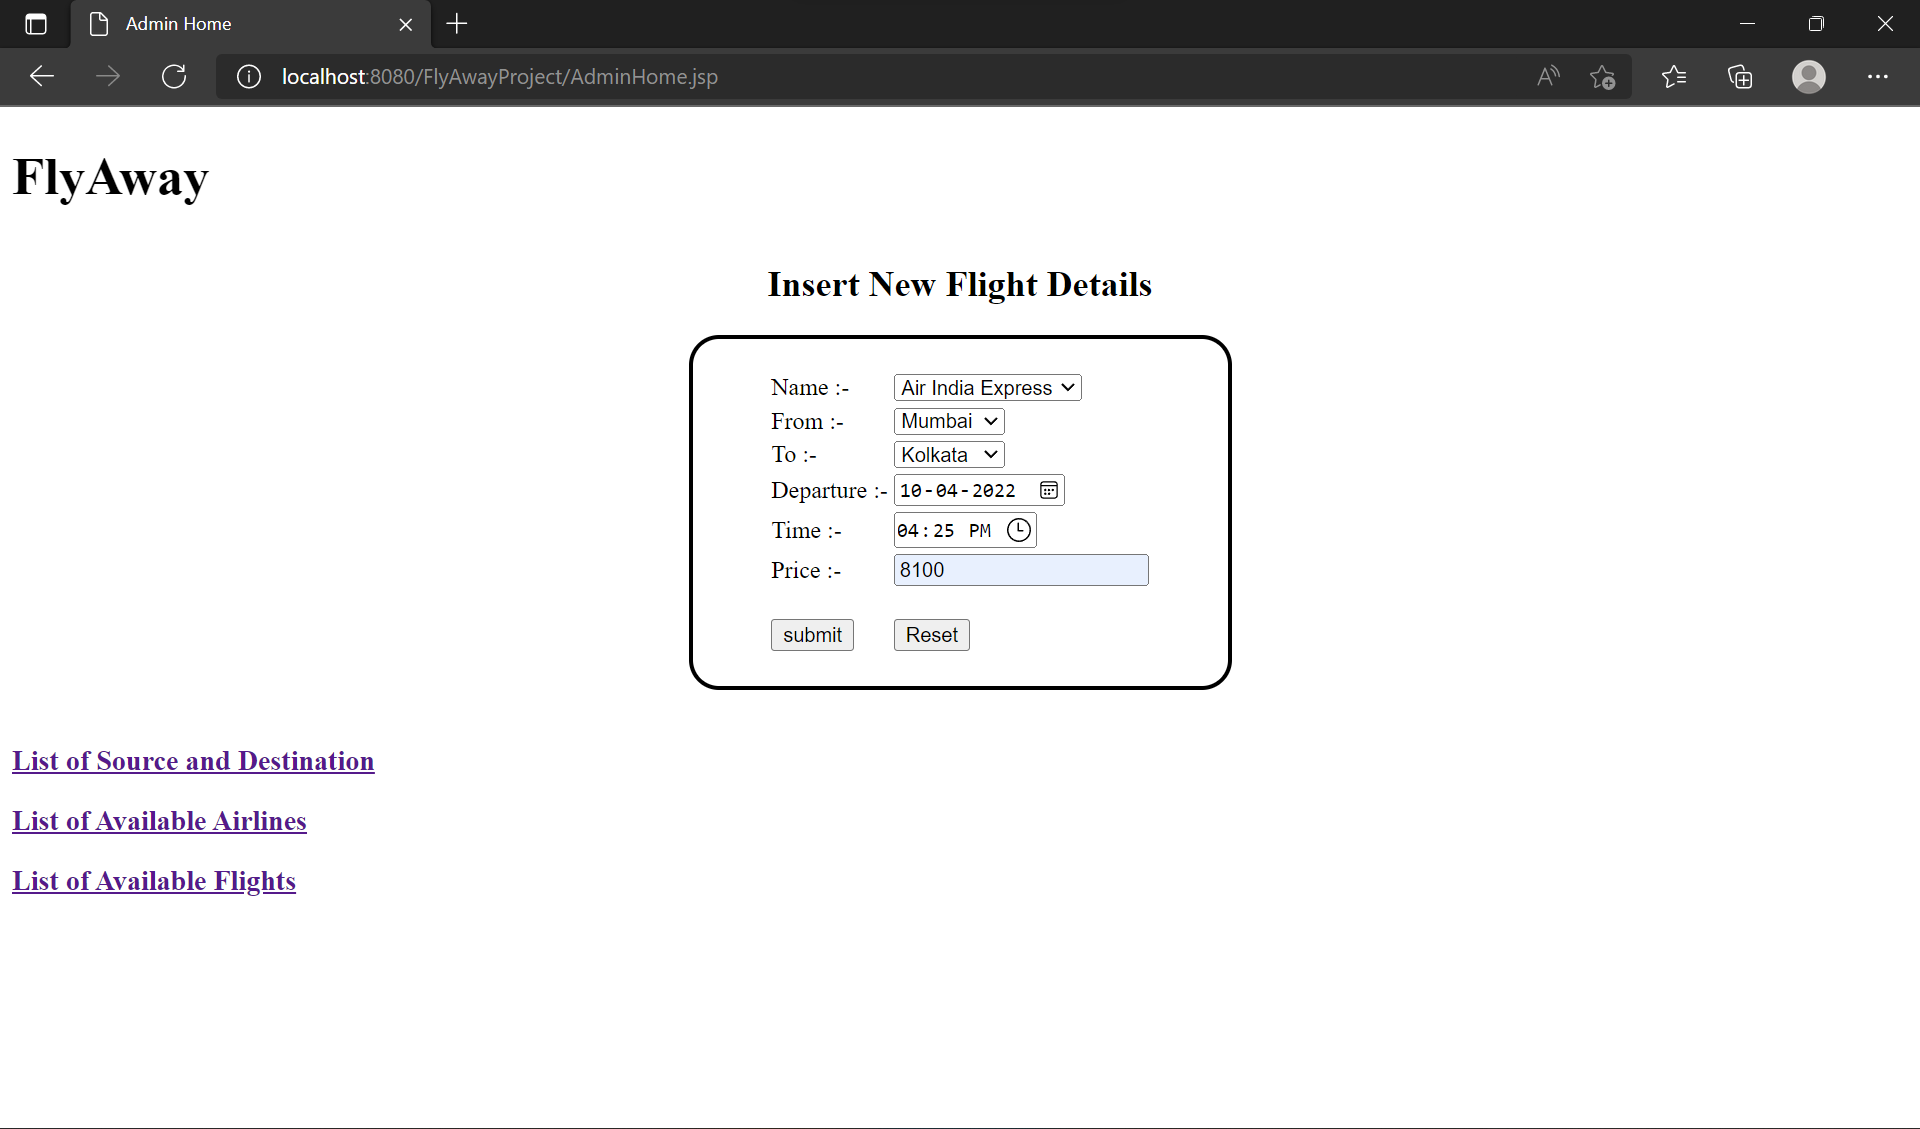 Admin Home
localhost:8080/FlyAwayProject/AdminHome.jsp
FlyAway
Insert New Flight Details
Name :- Air India Express
From :- Mumbai
To :- Kolkata
Departure :- 10-04-2022
Time :- 04:25 PM
Price :- 8100
submit Reset
List of Source and Destination
List of Available Airlines
List of Available Flights